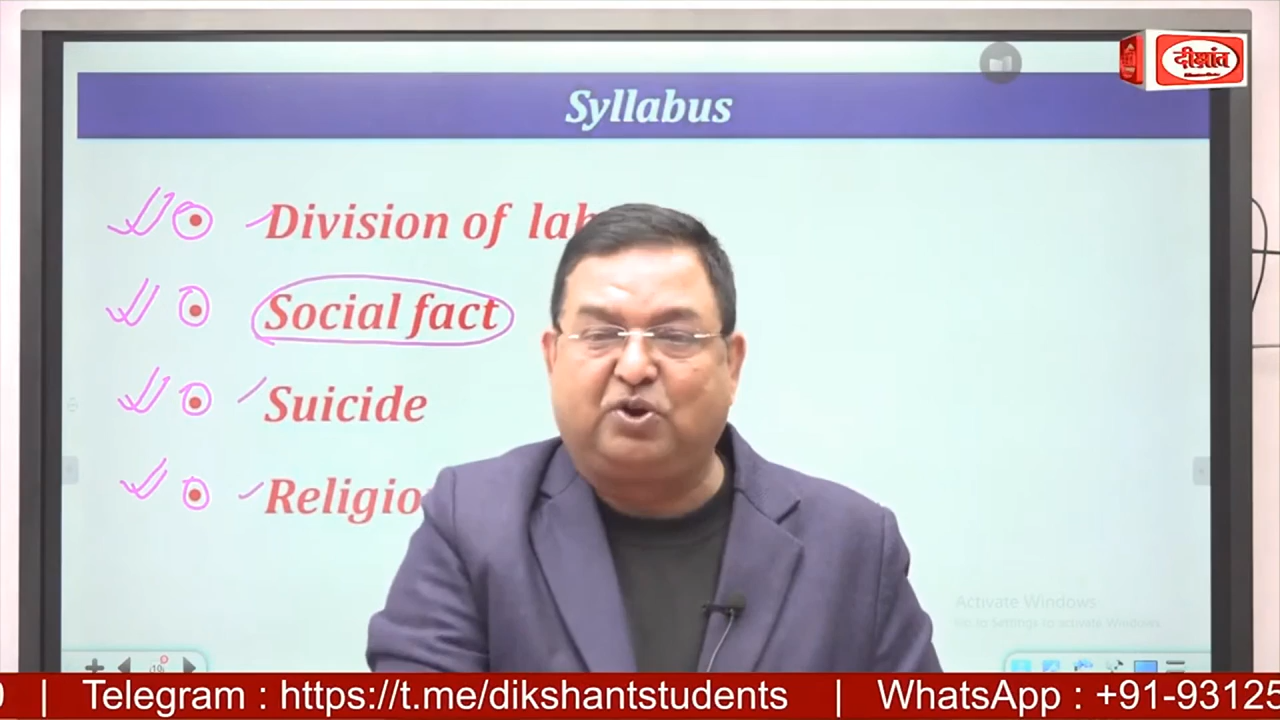 दीक्षांत
Syllabus
Division of lab
Social fact
Suicide
Religio
Activate Windows
Go to Settings to activate Windows.
0 | Telegram : https://t.me/dikshantstudents | WhatsApp : +91-93125